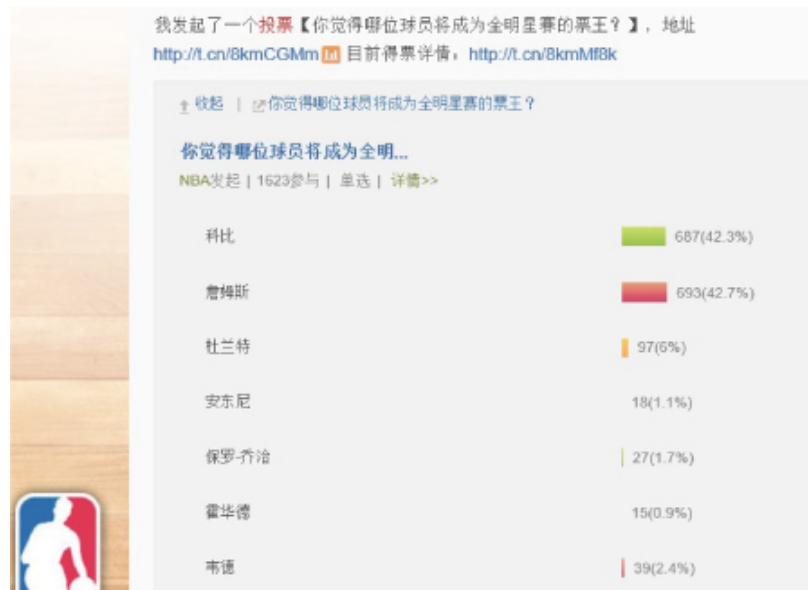 我发起了一个投票【你觉得哪位球员将成为全明星赛的票王？】，地址
http://t.cn/8kmCGMm 目前得票详情：http://t.cn/8kmMf8k
收起 | 你觉得哪位球员将成为全明星赛的票王？
你觉得哪位球员将成为全明...
NBA发起 | 1623参与 | 单选 | 详情>>
科比 687(42.3%)
詹姆斯 693(42.7%)
杜兰特 97(6%)
安东尼 18(1.1%)
保罗-乔治 27(1.7%)
霍华德 15(0.9%)
韦德 39(2.4%)